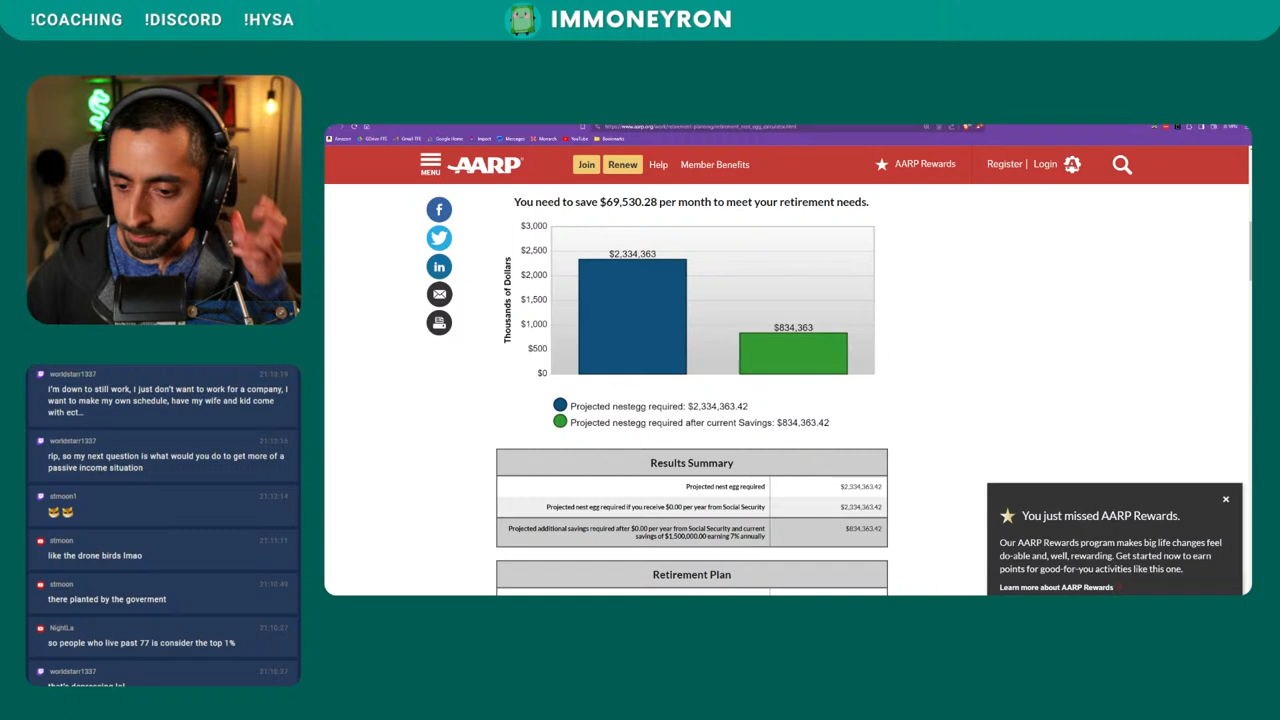 !COACHING !DISCORD !HYSA
IMMONEYRON
Amazon GDrive FTE Gmail FTE Google Home Impact Messages Monarch YouTube Bookmarks
MENU
AARP
Join Renew Help Member Benefits
AARP Rewards
Register | Login
You need to save $69,530.28 per month to meet your retirement needs.
Thousands of Dollars
$3,000
$2,500
$2,000
$1,500
$1,000
$500
$0
$2,334,363
$834,363
Projected nestegg required: $2,334,363.42
Projected nestegg required after current Savings: $834,363.42
Results Summary
Projected nest egg required $2,334,363.42
Projected nest egg required if you receive $0.00 per year from Social Security $2,334,363.42
Projected additional savings required after $0.00 per year from Social Security and current $834,363.42
savings of $1,500,000.00 earning 7% annually
Retirement Plan
You just missed AARP Rewards.
Our AARP Rewards program makes big life changes feel
do-able and, well, rewarding. Get started now to earn
points for good-for-you activities like this one.
Learn more about AARP Rewards
worldstarr1337
I'm down to still work, I just don't want to work for a company, I
want to make my own schedule, have my wife and kid come
with ect...
worldstarr1337
rip, so my next question is what would you do to get more of a
passive income situation
stmoon1
stmoon
like the drone birds lmao
stmoon
there planted by the goverment
NightLa
so people who live past 77 is consider the top 1%
worldstarr1337